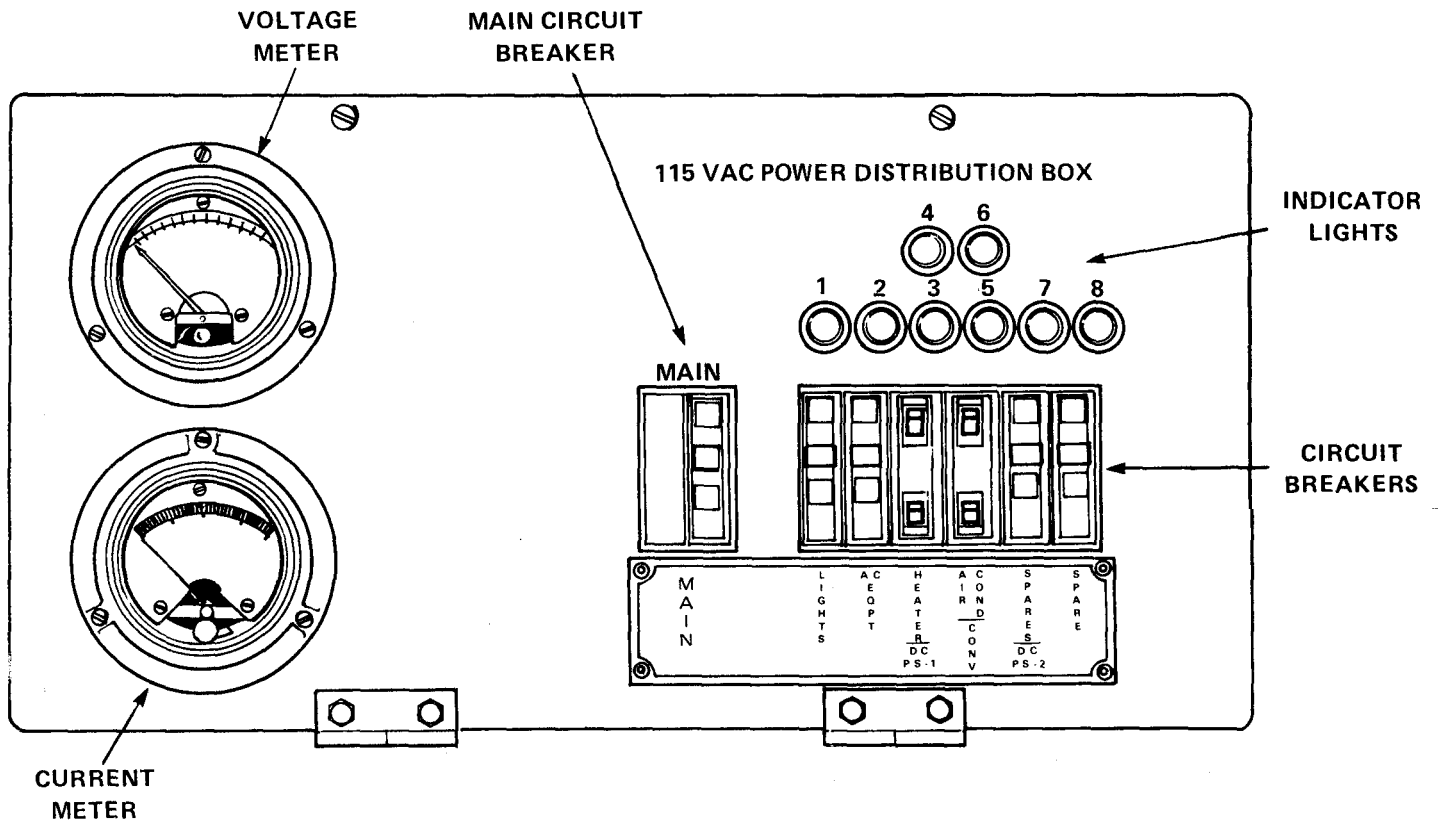 VOLTAGE
METER
MAIN CIRCUIT
BREAKER
115 VAC POWER DISTRIBUTION BOX
INDICATOR
LIGHTS
4 6
1 2 3 5 7 8
MAIN
CIRCUIT
BREAKERS
MAIN
LIGHTS
AC EQPT
HEATER
DC
PS-1
AIR COND
CONV
SPARES
DC
PS-2
SPARE
CURRENT
METER